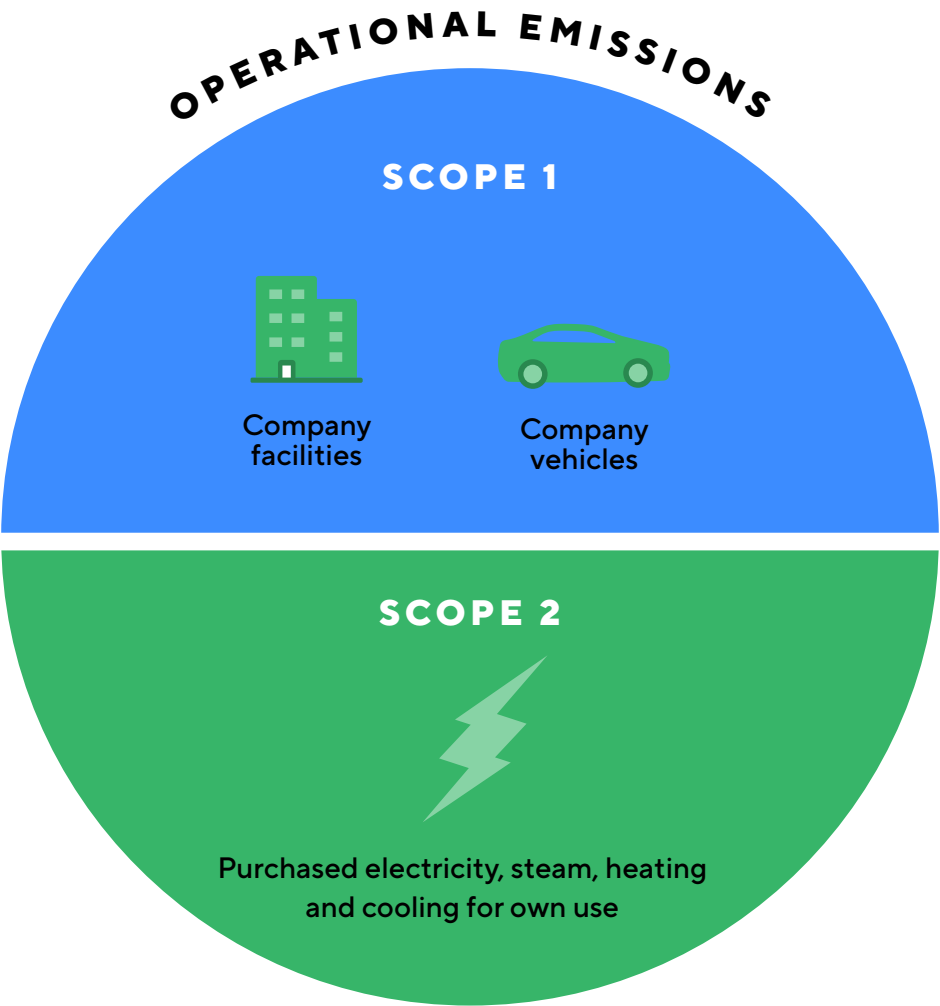 OPERATIONAL EMISSIONS
SCOPE 1
Company
facilities
Company
vehicles
SCOPE 2
Purchased electricity, steam, heating
and cooling for own use